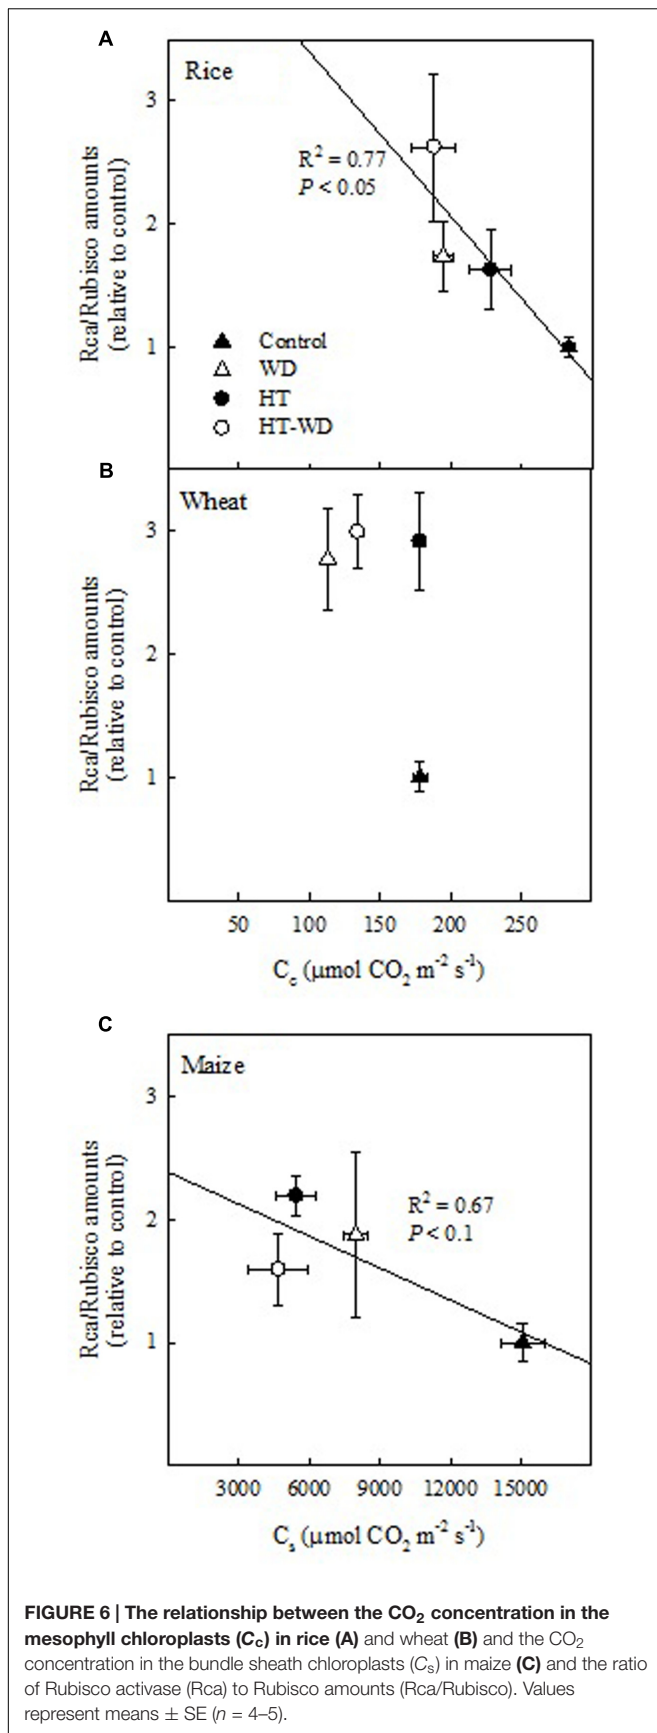 A
Rice
3
2
1
Rca/Rubisco amounts
(relative to control)
R² = 0.77
P < 0.05
Control
WD
HT
HT-WD
B
Wheat
3
2
1
Rca/Rubisco amounts
(relative to control)
50 100 150 200 250
Cc (μmol CO₂ m⁻² s⁻¹)
C
Maize
3
2
1
Rca/Rubisco amounts
(relative to control)
R² = 0.67
P < 0.1
3000 6000 9000 12000 15000
Cs (μmol CO₂ m⁻² s⁻¹)
FIGURE 6 | The relationship between the CO₂ concentration in the
mesophyll chloroplasts (Cc) in rice (A) and wheat (B) and the CO₂
concentration in the bundle sheath chloroplasts (Cs) in maize (C) and the ratio
of Rubisco activase (Rca) to Rubisco amounts (Rca/Rubisco). Values
represent means ± SE (n = 4–5).